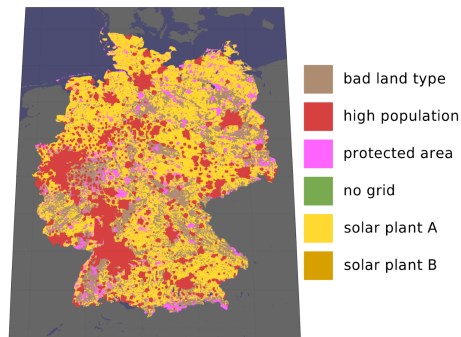 bad land type
high population
protected area
no grid
solar plant A
solar plant B